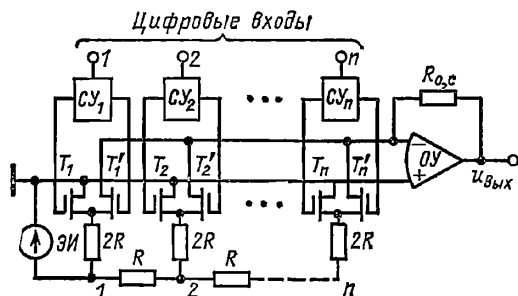 Цифровые входы
1 2 n
СУ₁ СУ₂ • • • СУₙ
Rо,с
T₁ T₁′ T₂ T₂′ Tₙ Tₙ′ − ОУ
+
uвых
ЭИ 2R 2R • • • 2R
R R
1 2 n